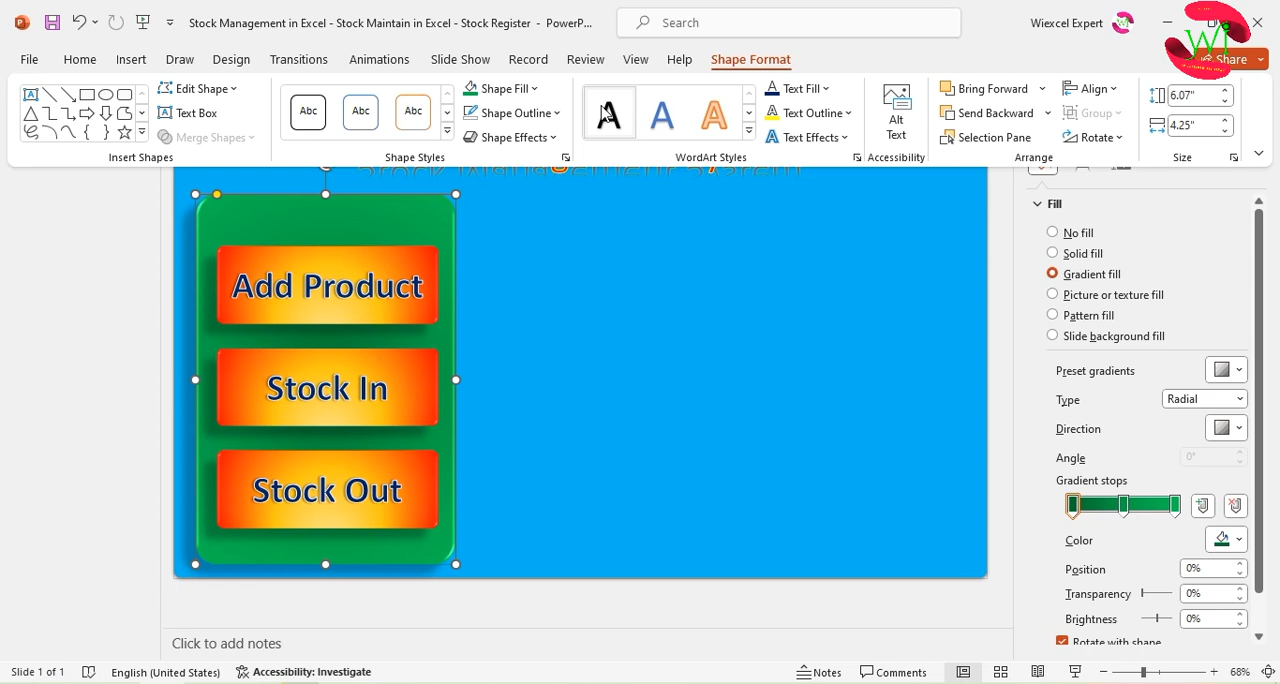 Stock Management in Excel - Stock Maintain in Excel - Stock Register - PowerP...
Search
Wiexcel Expert
File Home Insert Draw Design Transitions Animations Slide Show Record Review View Help Shape Format
Share
Edit Shape
Text Box
Merge Shapes
Insert Shapes
Abc Abc Abc
Shape Fill
Shape Outline
Shape Effects
Shape Styles
A A A
Text Fill
Text Outline
Text Effects
WordArt Styles
Alt
Text
Accessibility
Bring Forward
Send Backward
Selection Pane
Align
Group
Rotate
Arrange
6.07"
4.25"
Size
Stock Management System
Add Product
Stock In
Stock Out
Fill
No fill
Solid fill
Gradient fill
Picture or texture fill
Pattern fill
Slide background fill
Preset gradients
Type Radial
Direction
Angle 0°
Gradient stops
Color
Position 0%
Transparency 0%
Brightness 0%
Rotate with shape
Click to add notes
Slide 1 of 1 English (United States) Accessibility: Investigate Notes Comments 68%